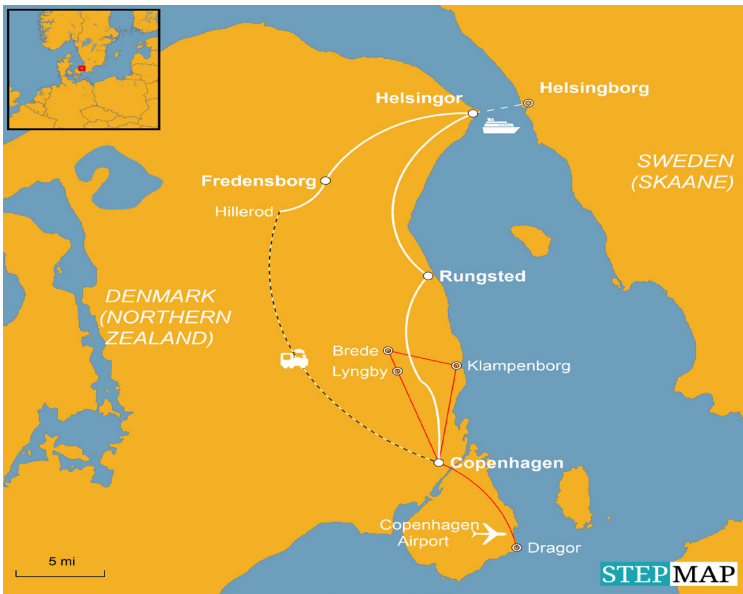 Helsingor
Helsingborg
SWEDEN
(SKAANE)
Fredensborg
Hillerod
Rungsted
DENMARK
(NORTHERN
ZEALAND)
Brede
Lyngby
Klampenborg
Copenhagen
Copenhagen
Airport
Dragor
5 mi
STEPMAP